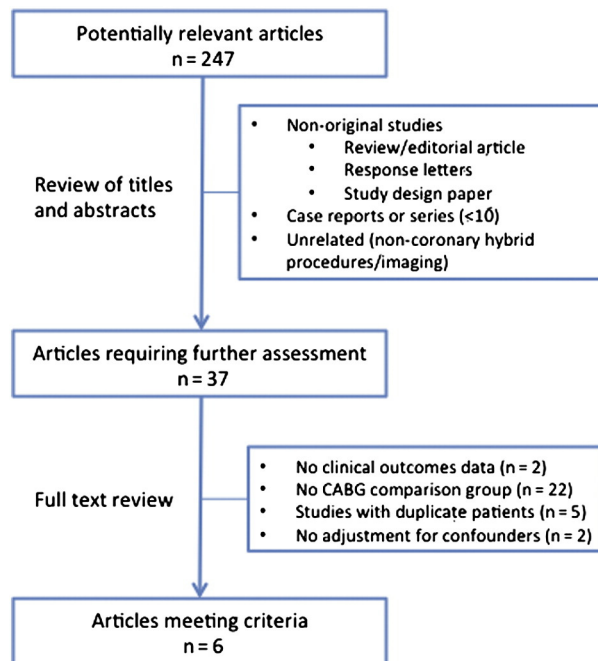 Potentially relevant articles
n = 247
Review of titles
and abstracts
• Non-original studies
• Review/editorial article
• Response letters
• Study design paper
• Case reports or series (<10)
• Unrelated (non-coronary hybrid
procedures/imaging)
Articles requiring further assessment
n = 37
Full text review
• No clinical outcomes data (n = 2)
• No CABG comparison group (n = 22)
• Studies with duplicate patients (n = 5)
• No adjustment for confounders (n = 2)
Articles meeting criteria
n = 6